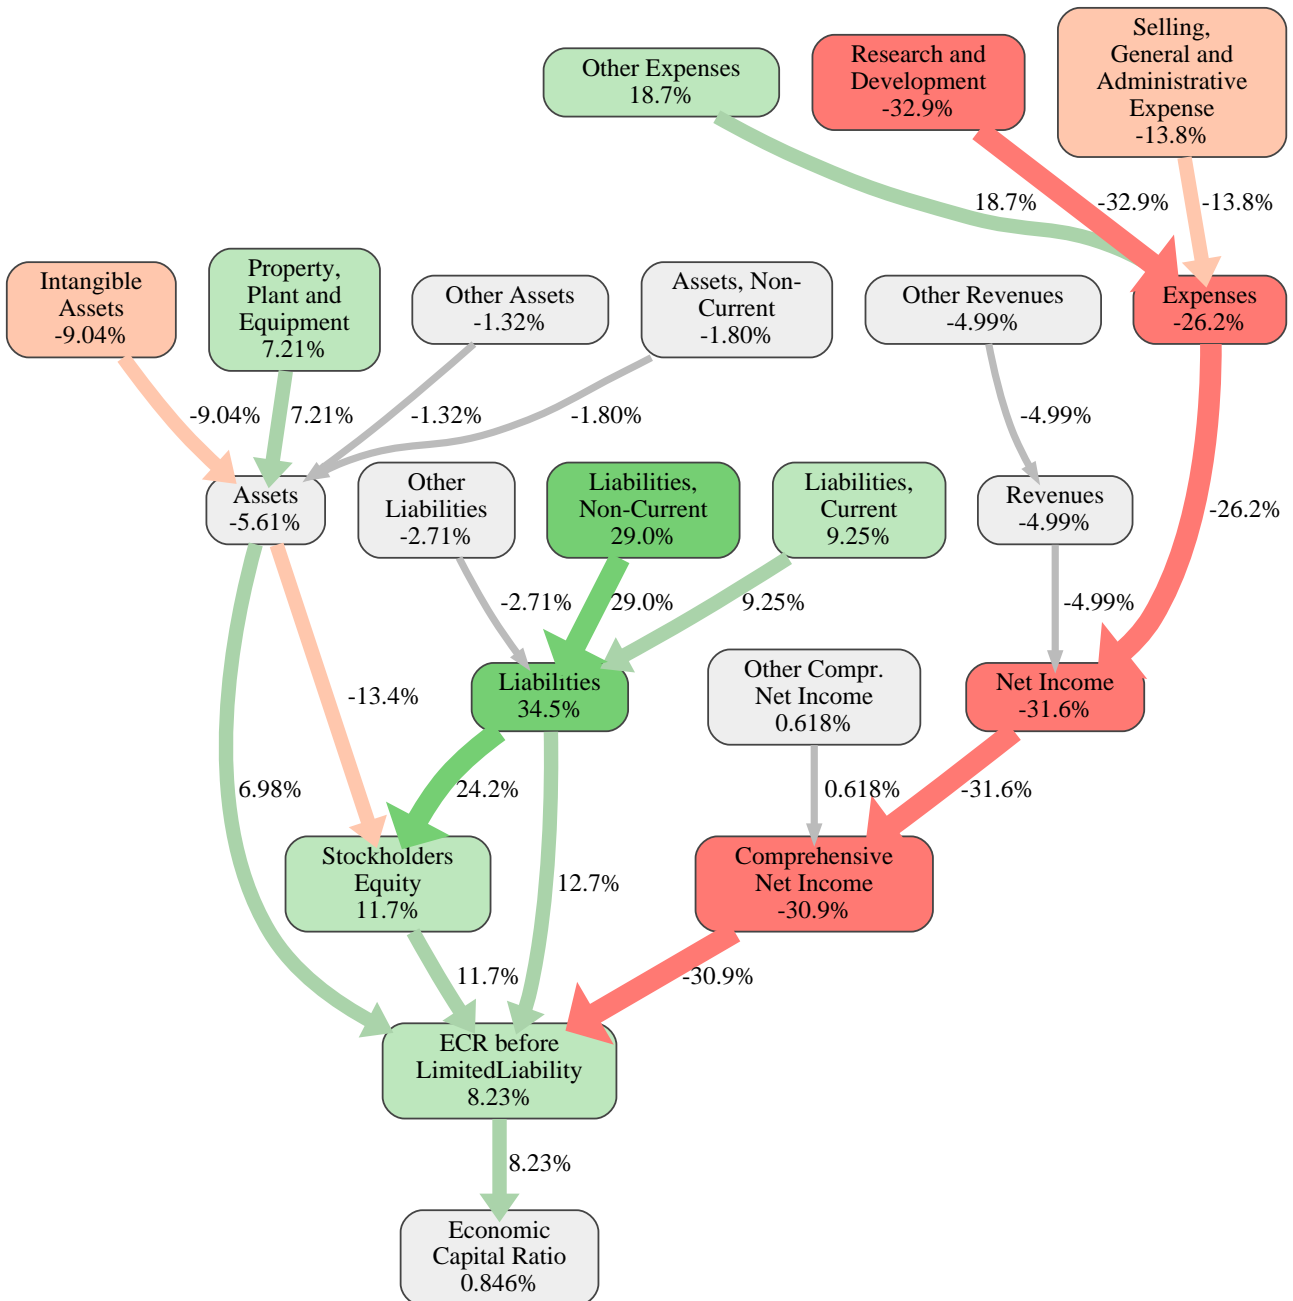 Other Expenses
18.7%
Research and
Development
-32.9%
Selling,
General and
Administrative
Expense
-13.8%
18.7%
-32.9%
-13.8%
Intangible
Assets
-9.04%
Property,
Plant and
Equipment
7.21%
Other Assets
-1.32%
Assets, Non-
Current
-1.80%
Other Revenues
-4.99%
Expenses
-26.2%
-9.04%
7.21%
-1.32%
-1.80%
-4.99%
Assets
-5.61%
Other
Liabilities
-2.71%
Liabilities,
Non-Current
29.0%
Liabilities,
Current
9.25%
Revenues
-4.99%
-26.2%
-2.71%
29.0%
9.25%
-4.99%
-13.4%
Liabilities
34.5%
Other Compr.
Net Income
0.618%
Net Income
-31.6%
6.98%
24.2%
0.618%
-31.6%
Stockholders
Equity
11.7%
12.7%
Comprehensive
Net Income
-30.9%
11.7%
-30.9%
ECR before
LimitedLiability
8.23%
8.23%
Economic
Capital Ratio
0.846%